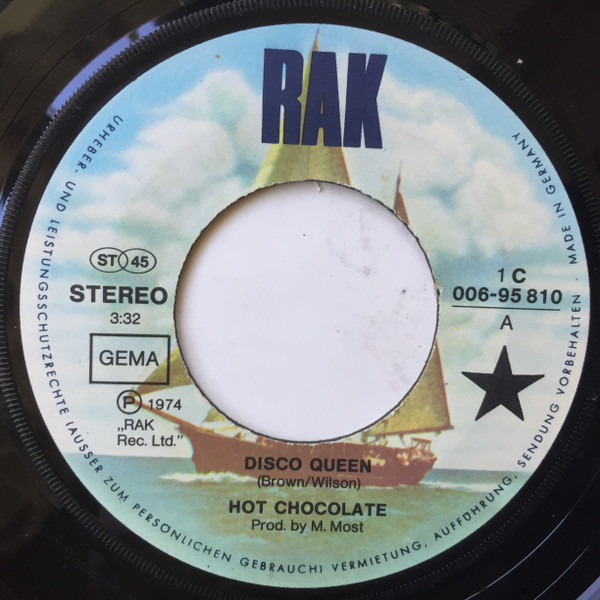 RAK
URHEBER- UND LEISTUNGSSCHUTZRECHTE (AUSSER ZUM PERSÖNLICHEN GEBRAUCH) VERMIETUNG, AUFFÜHRUNG, SENDUNG VORBEHALTEN · MADE IN GERMANY
ST 45
STEREO
3:32
GEMA
Ⓟ 1974
„RAK
Rec. Ltd."
1 C
006-95 810
A
DISCO QUEEN
(Brown/Wilson)
HOT CHOCOLATE
Prod. by M. Most